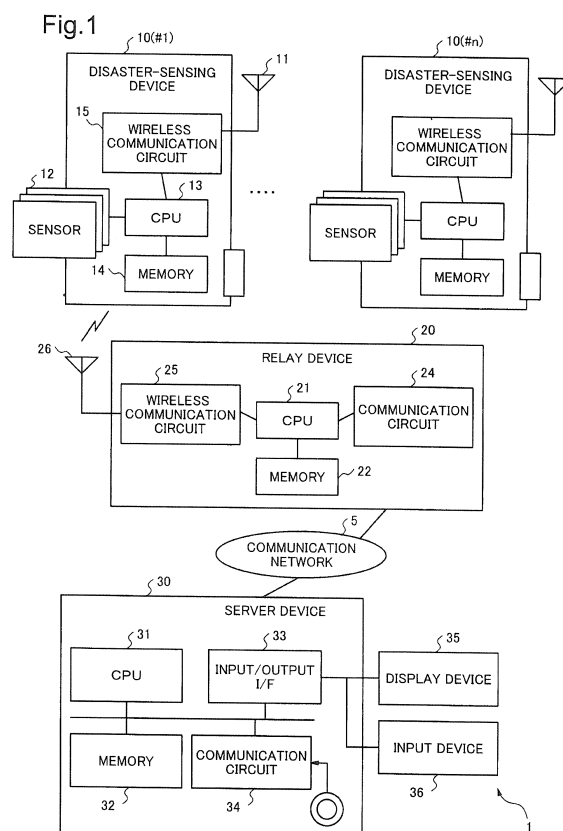 Fig.1
10(#1)
10(#n)
11
DISASTER-SENSING
DEVICE
DISASTER-SENSING
DEVICE
15
WIRELESS
COMMUNICATION
CIRCUIT
WIRELESS
COMMUNICATION
CIRCUIT
12
13
CPU
SENSOR
....
CPU
SENSOR
14
MEMORY
MEMORY
26
20
RELAY DEVICE
25
21
24
WIRELESS
COMMUNICATION
CIRCUIT
CPU
COMMUNICATION
CIRCUIT
MEMORY
22
5
COMMUNICATION
NETWORK
30
SERVER DEVICE
31
33
35
CPU
INPUT/OUTPUT
I/F
DISPLAY DEVICE
MEMORY
COMMUNICATION
CIRCUIT
INPUT DEVICE
32
34
36
1